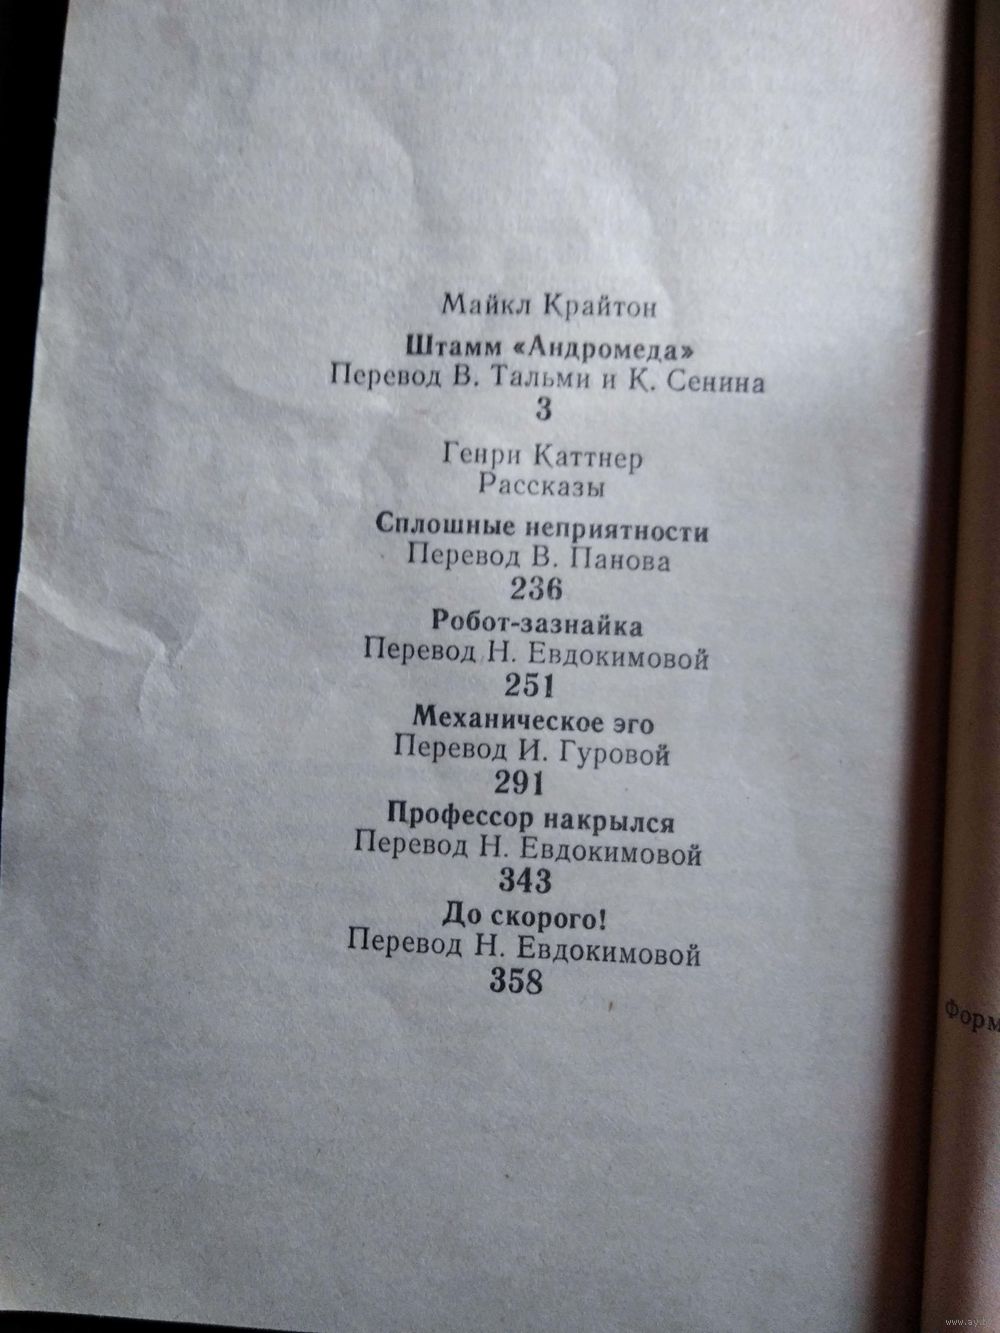 Майкл Крайтон
Штамм «Андромеда»
Перевод В. Тальми и К. Сенина
3
Генри Каттнер
Рассказы
Сплошные неприятности
Перевод В. Панова
236
Робот-зазнайка
Перевод Н. Евдокимовой
251
Механическое эго
Перевод И. Гуровой
291
Профессор накрылся
Перевод Н. Евдокимовой
343
До скорого!
Перевод Н. Евдокимовой
358
Форм